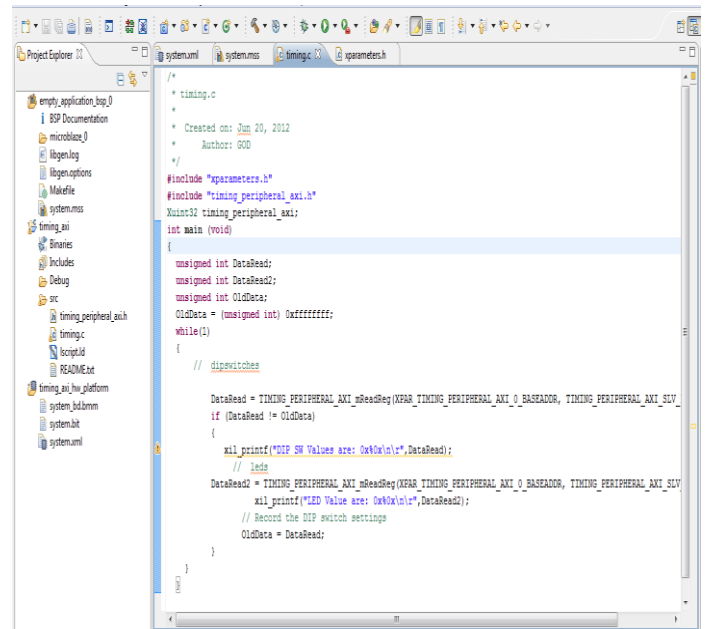 Project Explorer
system.xml
system.mss
timing.c
xparameters.h
empty_application_bsp_0
BSP Documentation
microblaze_0
libgen.log
libgen.options
Makefile
system.mss
timing_axi
Binaries
Includes
Debug
src
timing_peripheral_axi.h
timing.c
lscript.ld
README.txt
timing_axi_hw_platform
system_bd.bmm
system.bit
system.xml
/*
* timing.c
*
* Created on: Jun 20, 2012
* Author: GOD
*/
#include "xparameters.h"
#include "timing_peripheral_axi.h"
Xuint32 timing_peripheral_axi;
int main (void)
{
unsigned int DataRead;
unsigned int DataRead2;
unsigned int OldData;
OldData = (unsigned int) 0xffffffff;
while(1)
{
// dipswitches
DataRead = TIMING_PERIPHERAL_AXI_mReadReg(XPAR_TIMING_PERIPHERAL_AXI_0_BASEADDR, TIMING_PERIPHERAL_AXI_SLV_
if (DataRead != OldData)
{
xil_printf("DIP SW Values are: 0x%0x\n\r",DataRead);
// leds
DataRead2 = TIMING_PERIPHERAL_AXI_mReadReg(XPAR_TIMING_PERIPHERAL_AXI_0_BASEADDR, TIMING_PERIPHERAL_AXI_SLV
xil_printf("LED Value are: 0x%0x\n\r",DataRead2);
// Record the DIP switch settings
OldData = DataRead;
}
}
}